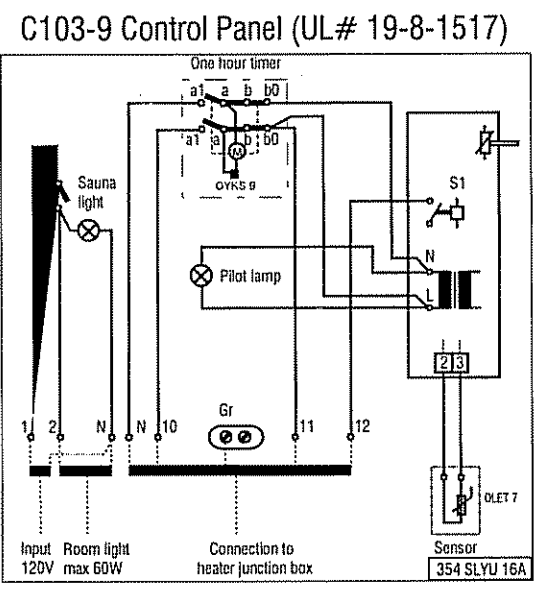 C103-9 Control Panel (UL# 19-8-1517)
One hour timer
a1 a b b0
a1 a b b0
M
OYKS 9
Sauna
light
S1
N
Pilot lamp
L
2 3
Gr
1 2 N N 10 11 12
OLET 7
Input
120V
Room light
max 60W
Connection to
heater junction box
Sensor
354 SLYU 16A